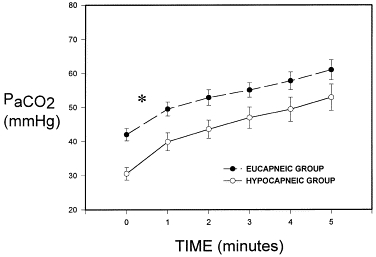 80
70
60
50
40
30
20
PaCO2
(mmHg)
*
EUCAPNEIC GROUP
HYPOCAPNEIC GROUP
0 1 2 3 4 5
TIME (minutes)